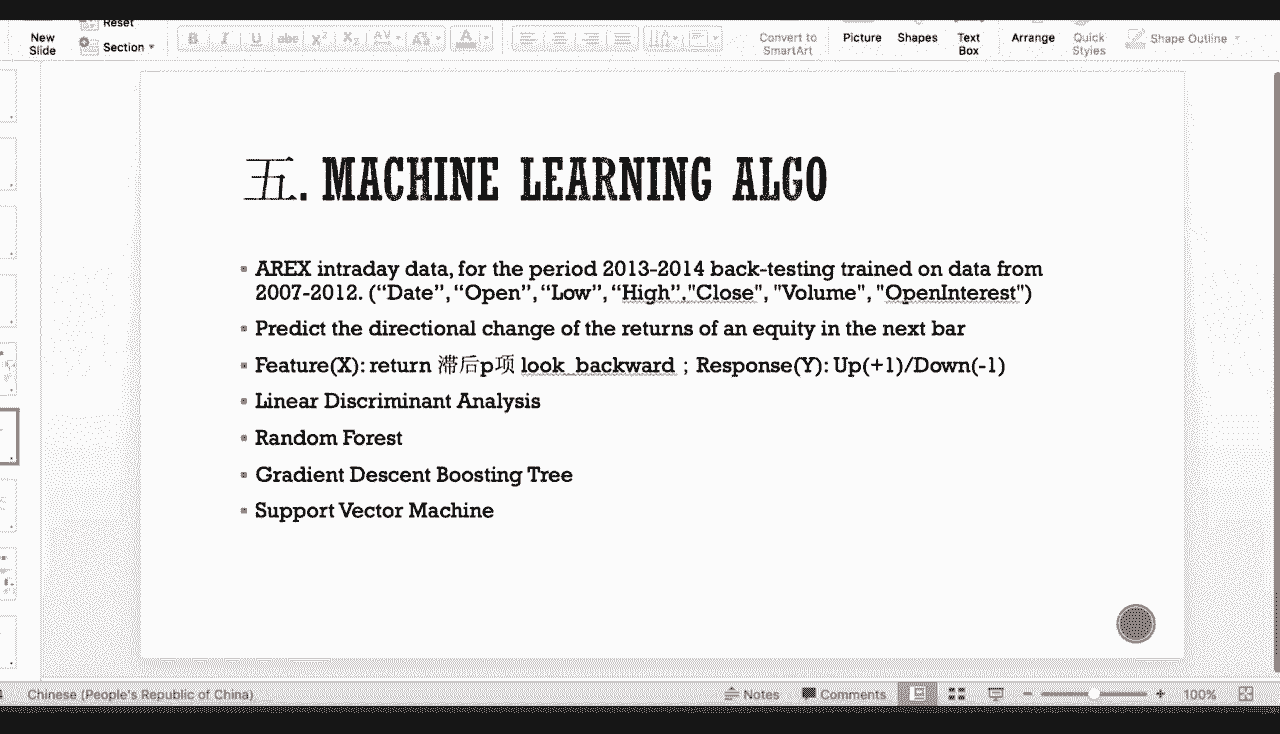 Reset
New
Slide
Section
B I U abc X² X₂ AV A
Convert to
SmartArt
Picture
Shapes
Text
Box
Arrange
Quick
Styles
Shape Outline
五. MACHINE LEARNING ALGO
AREX intraday data, for the period 2013-2014 back-testing trained on data from
2007-2012. (“Date”, “Open”, “Low”, “High”."Close", "Volume", "OpenInterest")
Predict the directional change of the returns of an equity in the next bar
Feature(X): return 滞后p项 look_backward ; Response(Y): Up(+1)/Down(-1)
Linear Discriminant Analysis
Random Forest
Gradient Descent Boosting Tree
Support Vector Machine
Chinese (People's Republic of China)
Notes
Comments
100%